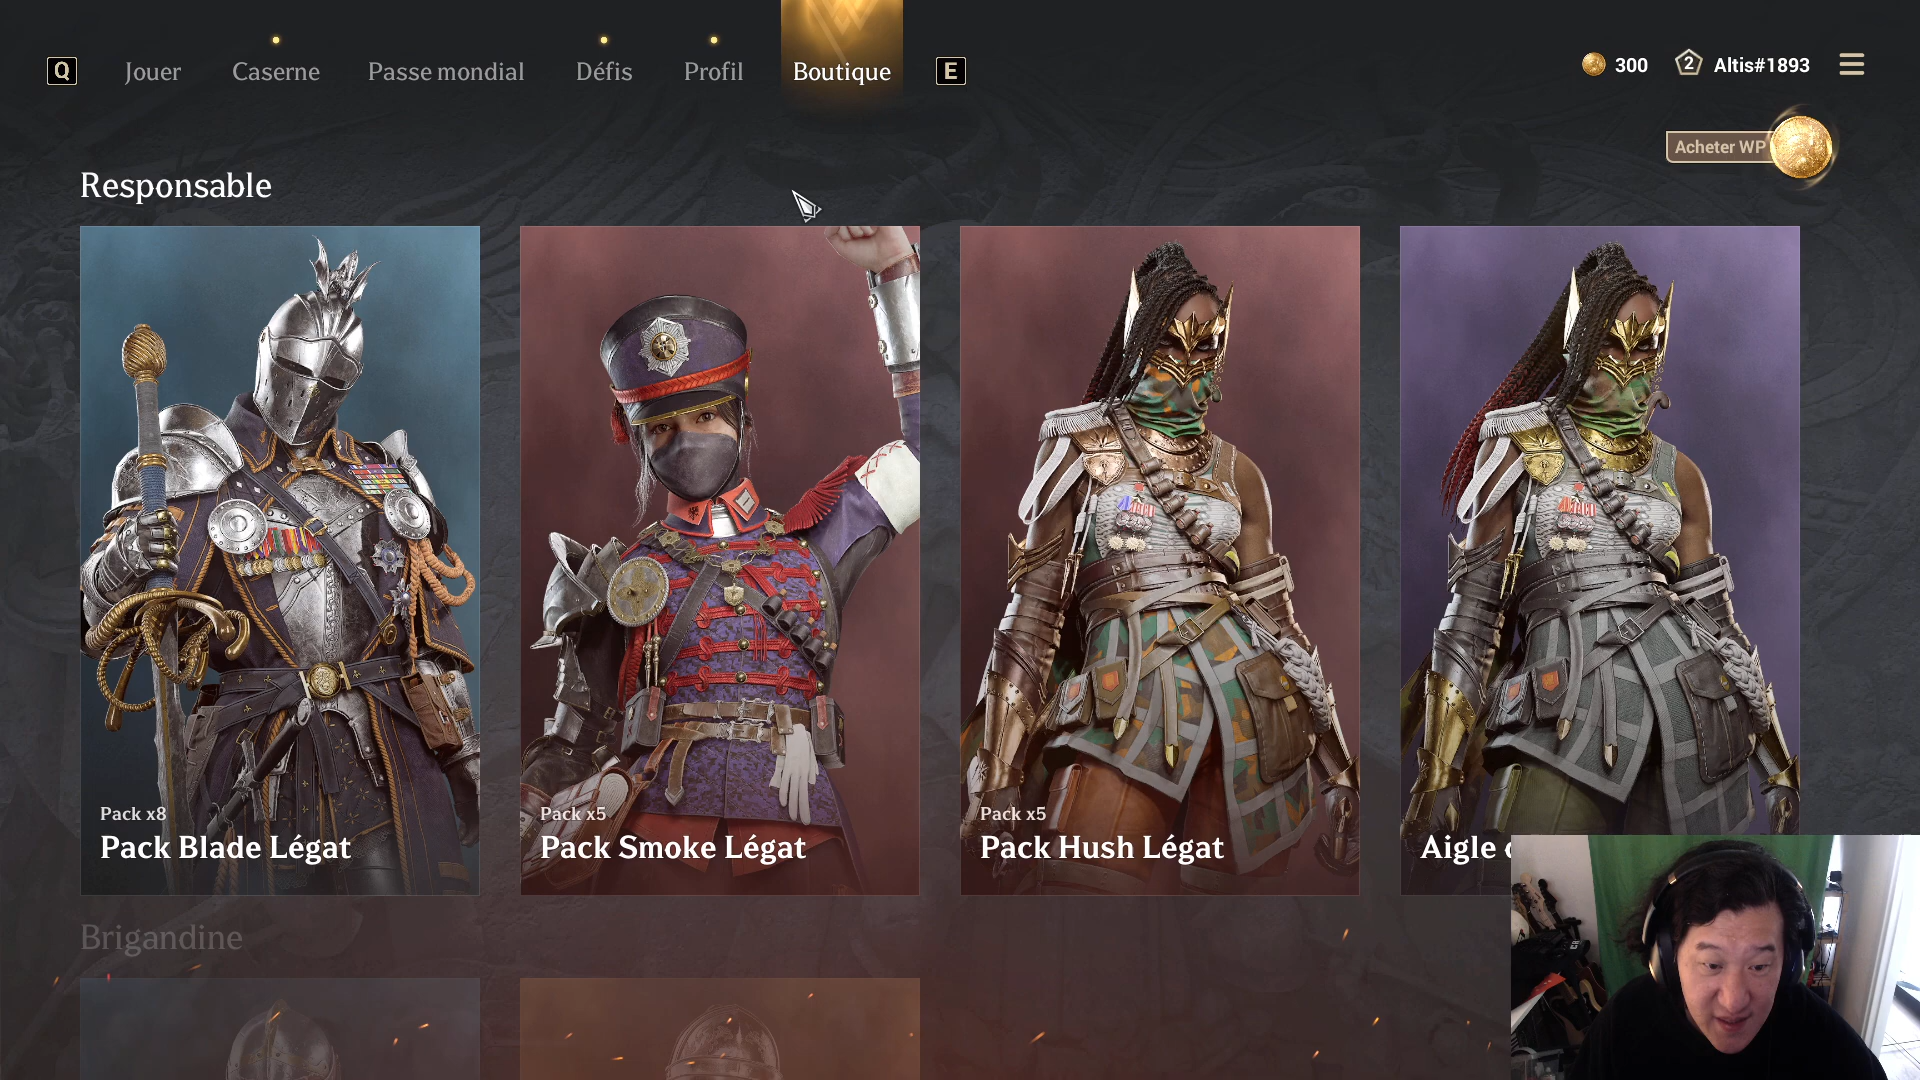 Q Jouer Caserne Passe mondial Défis Profil Boutique E
300 2 Altis#1893
Acheter WP
Responsable
Pack x8
Pack Blade Légat
Pack x5
Pack Smoke Légat
Pack x5
Pack Hush Légat
Aigle
Brigandine